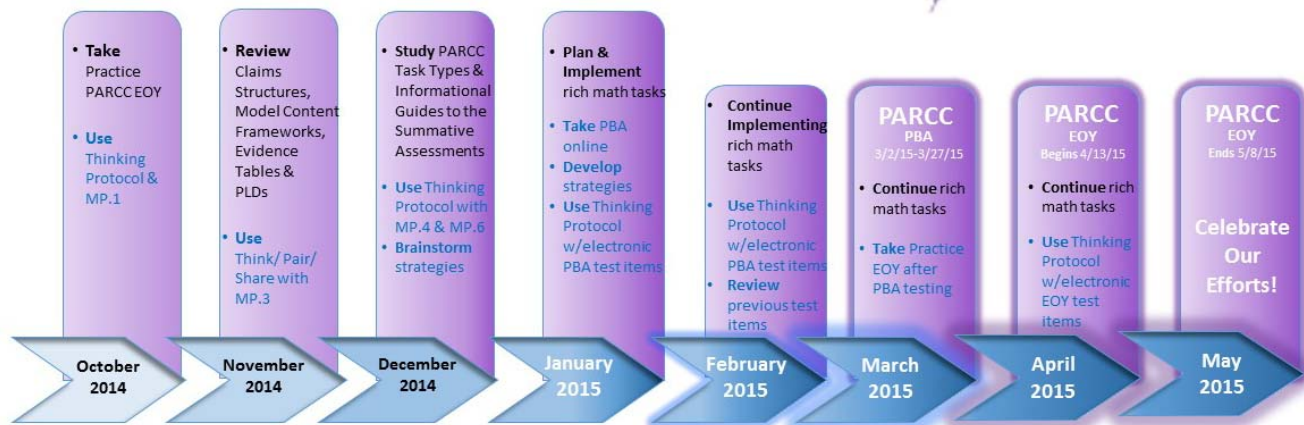 • Take
Practice
PARCC EOY
• Use
Thinking
Protocol &
MP.1
October
2014
• Review
Claims
Structures,
Model Content
Frameworks,
Evidence
Tables &
PLDs
• Use
Think/ Pair/
Share with
MP.3
November
2014
• Study PARCC
Task Types &
Informational
Guides to the
Summative
Assessments
• Use Thinking
Protocol with
MP.4 & MP.6
• Brainstorm
strategies
December
2014
• Plan &
Implement
rich math tasks
• Take PBA
online
• Develop
strategies
• Use Thinking
Protocol
w/electronic
PBA test items
January
2015
• Continue
Implementing
rich math
tasks
• Use Thinking
Protocol
w/electronic
PBA test items
• Review
previous test
items
February
2015
PARCC
PBA
3/2/15-3/27/15
• Continue rich
math tasks
• Take Practice
EOY after
PBA testing
March
2015
PARCC
EOY
Begins 4/13/15
• Continue rich
math tasks
• Use Thinking
Protocol
w/electronic
EOY test
items
April
2015
PARCC
EOY
Ends 5/8/15
Celebrate
Our
Efforts!
May
2015